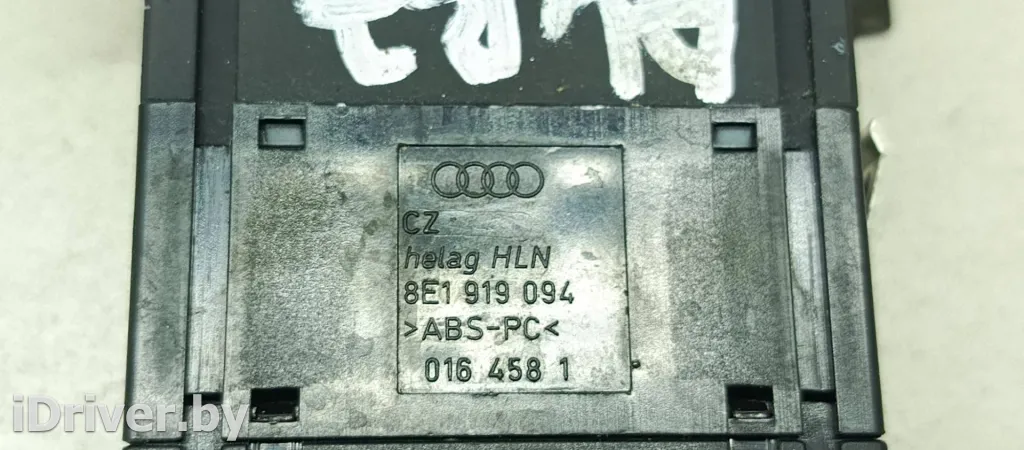 CZ
helag HLN
8E1 919 094
>ABS-PC<
016 458 1
iDriver.by